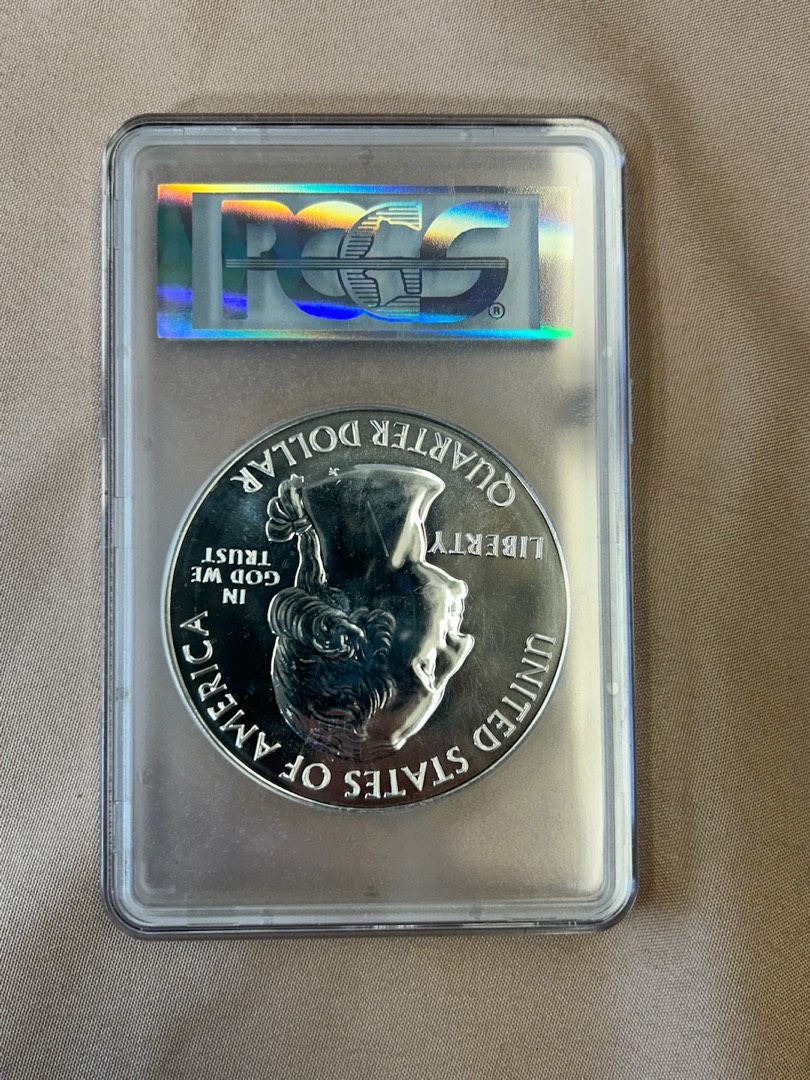 PCGS®
UNITED STATES OF AMERICA
LIBERTY
IN
GOD WE
TRUST
QUARTER DOLLAR